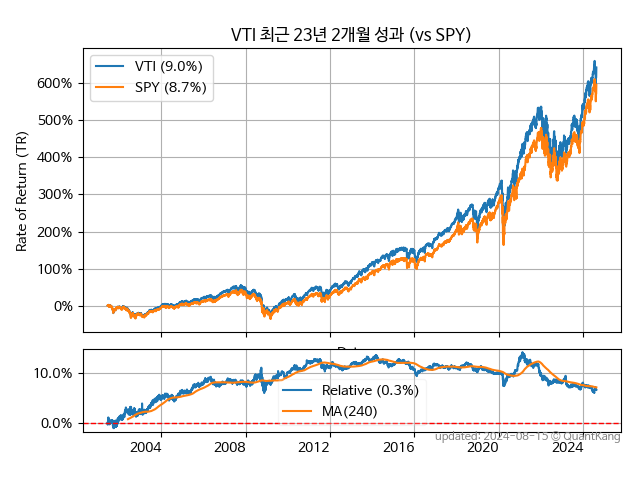 VTI 최근 23년 2개월 성과 (vs SPY)
VTI (9.0%)
SPY (8.7%)
Rate of Return (TR)
600%
500%
400%
300%
200%
100%
0%
10.0%
0.0%
Relative (0.3%)
MA(240)
2004
2008
2012
2016
2020
2024
updated: 2024-08-15 © QuantKang